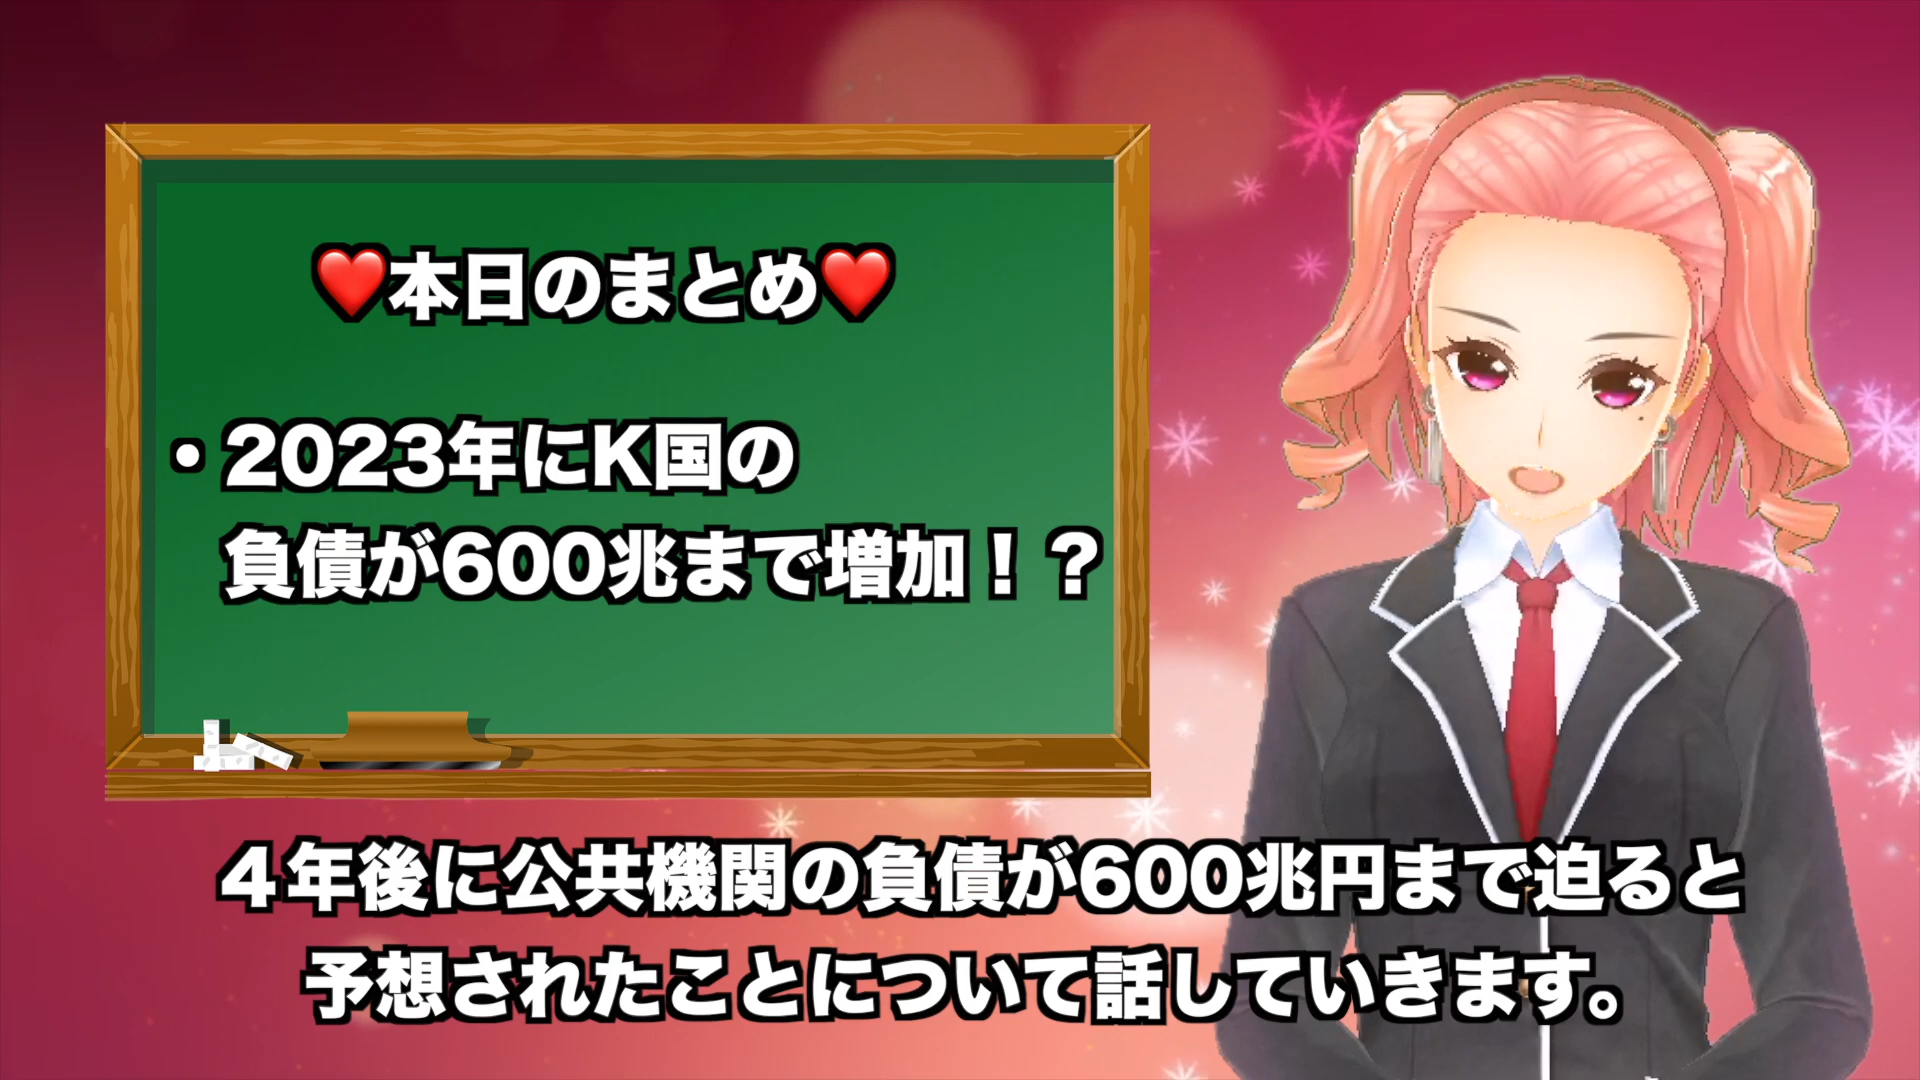 ❤️本日のまとめ❤️
・2023年にK国の
負債が600兆まで増加！？
４年後に公共機関の負債が600兆円まで迫ると
予想されたことについて話していきます。